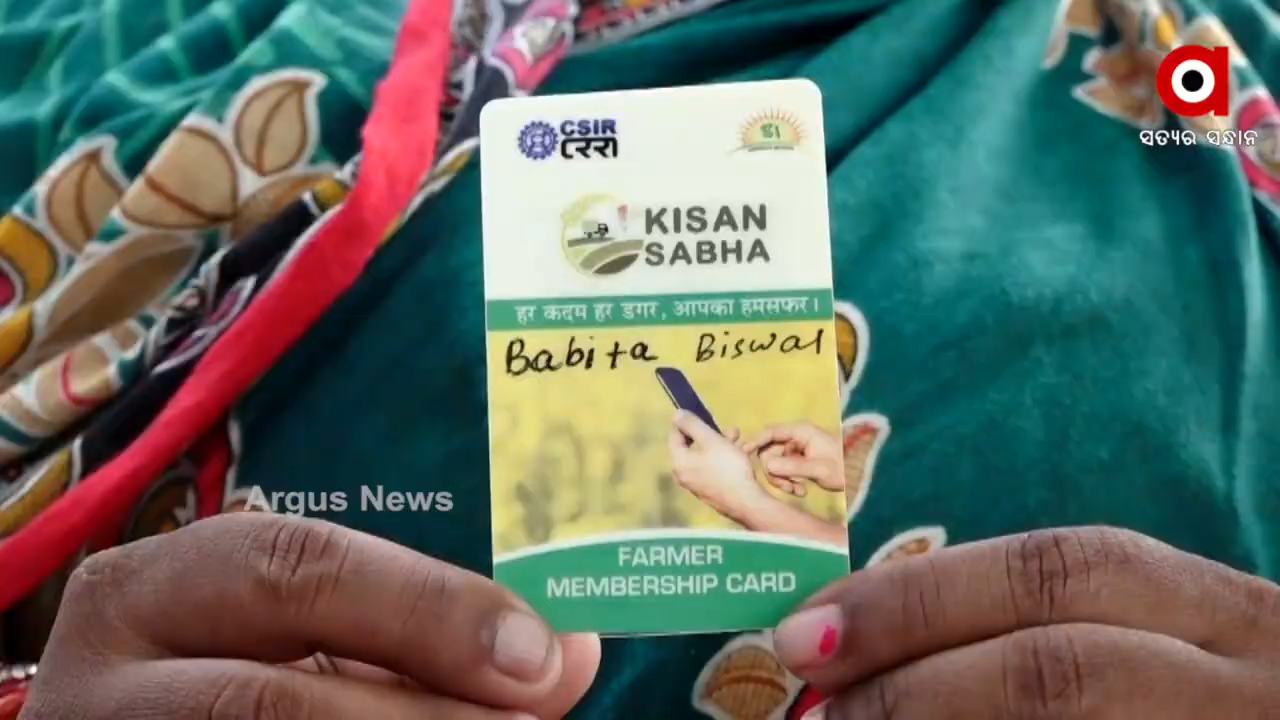 ସତ୍ୟର ସନ୍ଧାନ
CSIR
CRRI
KISAN
SABHA
हर कदम हर डगर, आपका हमसफर।
Babita Biswal
Argus News
FARMER
MEMBERSHIP CARD